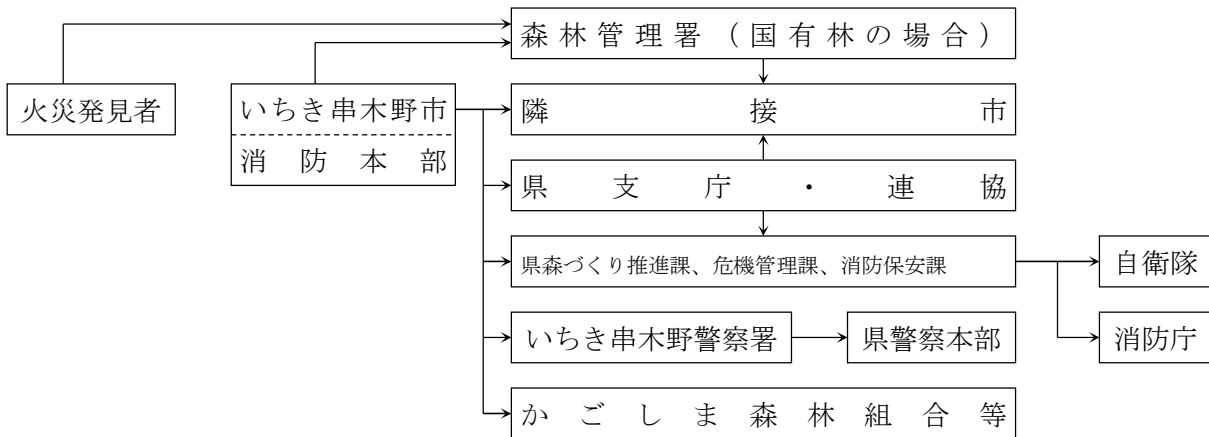 森林管理署（国有林の場合）
火災発見者
いちき串木野市
消防本部
隣接市
県支庁・連協
県森づくり推進課、危機管理課、消防保安課
自衛隊
消防庁
いちき串木野警察署
県警察本部
かごしま森林組合等